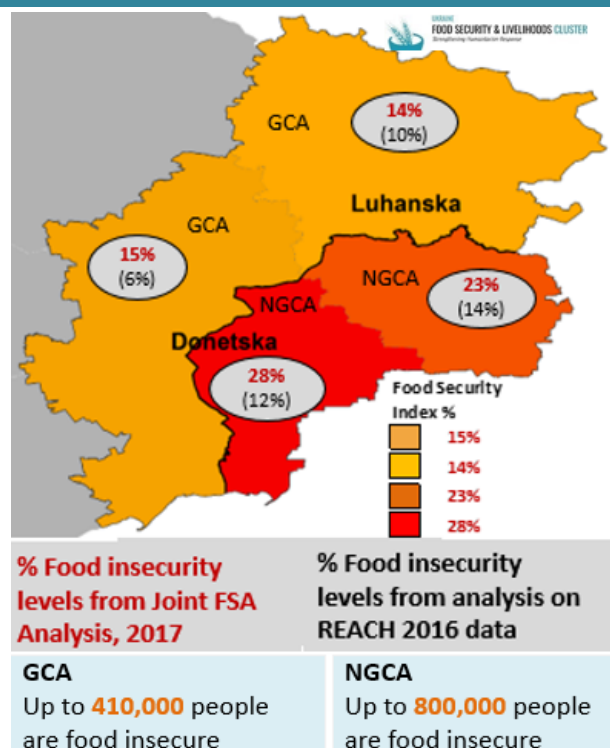 UKRAINE
FOOD SECURITY & LIVELIHOODS CLUSTER
Strengthening Humanitarian Response
14%
GCA
(10%)
Luhanska
GCA
15%
(6%)
NGCA
23%
(14%)
NGCA
Donetska
28%
(12%)
Food Security
Index %
15%
14%
23%
28%
% Food insecurity
levels from Joint FSA
Analysis, 2017
% Food insecurity
levels from analysis on
REACH 2016 data
GCA
Up to 410,000 people
are food insecure
NGCA
Up to 800,000 people
are food insecure